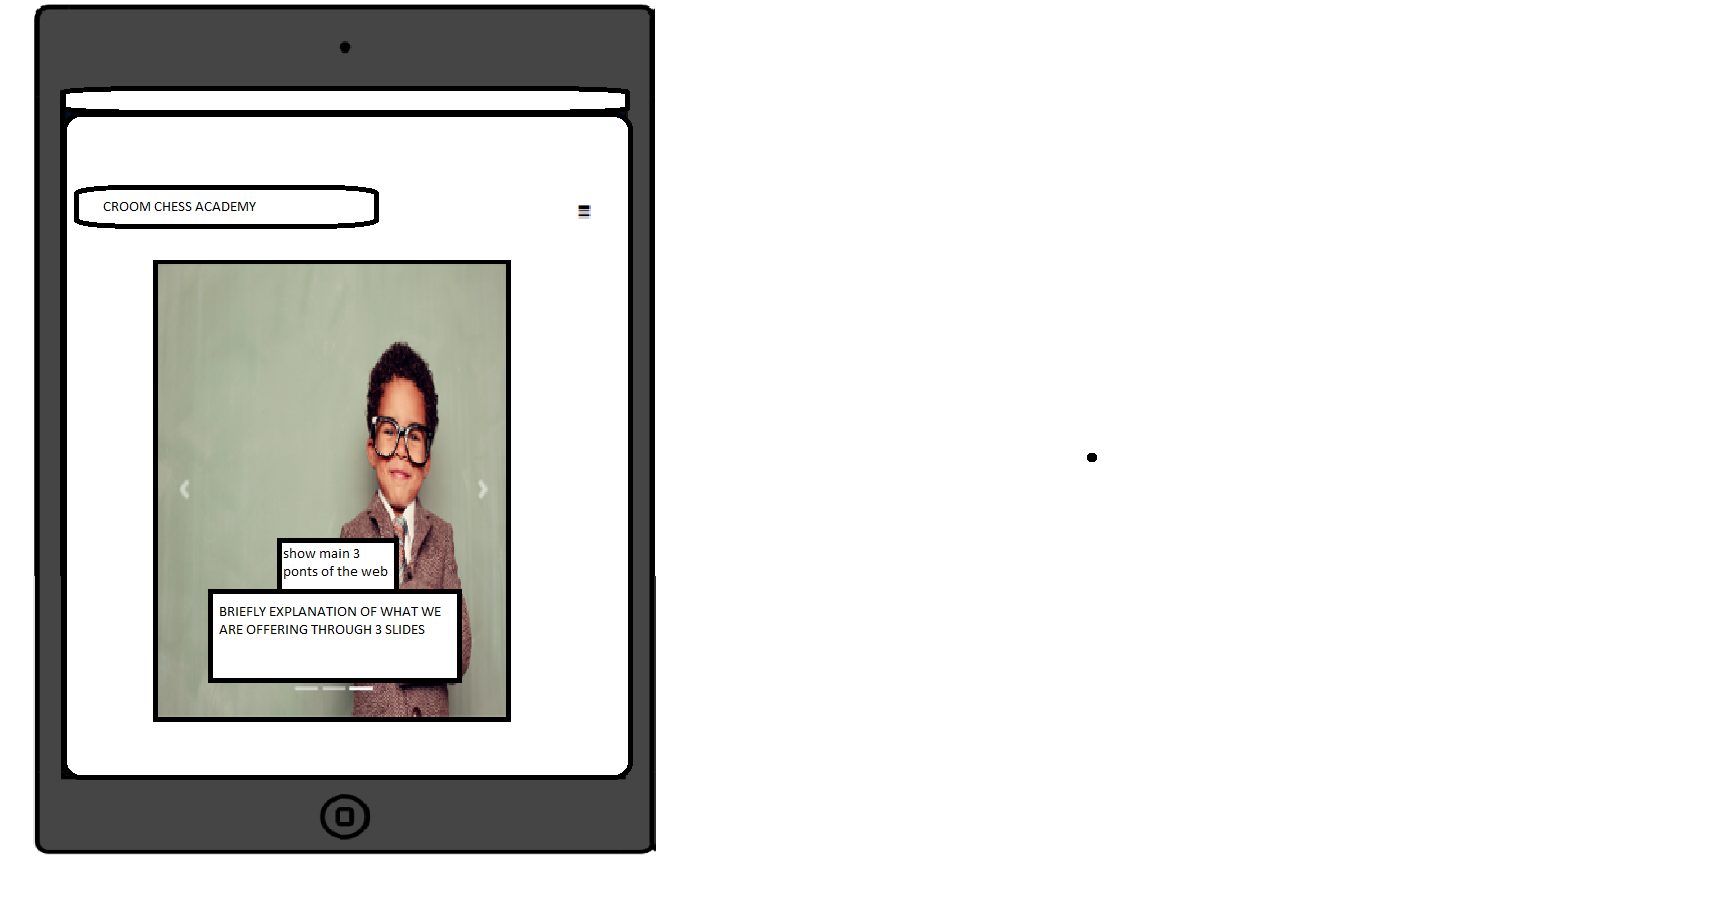 CROOM CHESS ACADEMY
show main 3
ponts of the web
BRIEFLY EXPLANATION OF WHAT WE
ARE OFFERING THROUGH 3 SLIDES